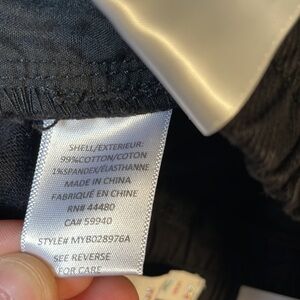 SHELL/EXTERIEUR:
99%COTTON/COTON
1%SPANDEX/ELASTHANNE
MADE IN CHINA
FABRIQUÉ EN CHINE
RN# 44480
CA# 59940
STYLE# MYB028976A
SEE REVERSE
FOR CARE